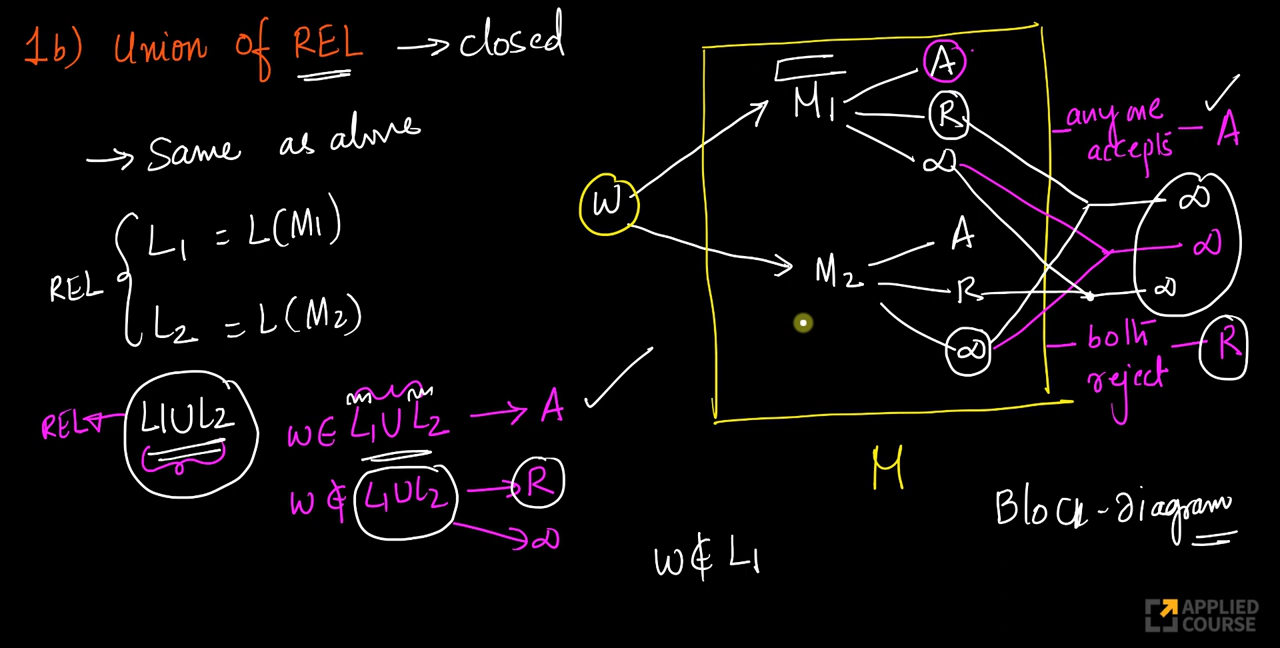 1b) Union of REL → closed
→ Same as above
REL { L1 = L(M1)
L2 = L(M2)
REL ← L1UL2
W ∈ L1UL2 → A ✓
W ∉ L1UL2 → R
→ ∞
W
M1
A
R
∞
M2
A
R
∞
any one accepts — A ✓
∞
∞
∞
both reject — R
M
Block-diagram
W ∉ L1
APPLIED
COURSE